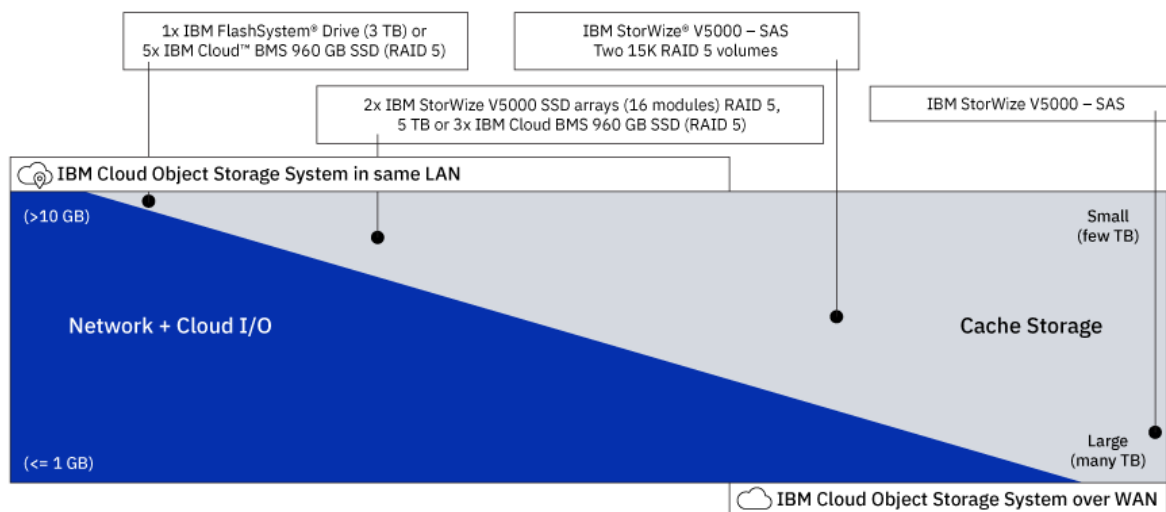 1x IBM FlashSystem® Drive (3 TB) or
5x IBM Cloud™ BMS 960 GB SSD (RAID 5)
IBM StorWize® V5000 – SAS
Two 15K RAID 5 volumes
2x IBM StorWize V5000 SSD arrays (16 modules) RAID 5,
5 TB or 3x IBM Cloud BMS 960 GB SSD (RAID 5)
IBM StorWize V5000 – SAS
IBM Cloud Object Storage System in same LAN
(>10 GB)
Small
(few TB)
Network + Cloud I/O
Cache Storage
(<= 1 GB)
Large
(many TB)
IBM Cloud Object Storage System over WAN